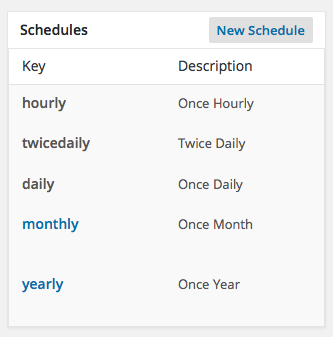 Schedules New Schedule
Key Description
hourly Once Hourly
twicedaily Twice Daily
daily Once Daily
monthly Once Month
yearly Once Year